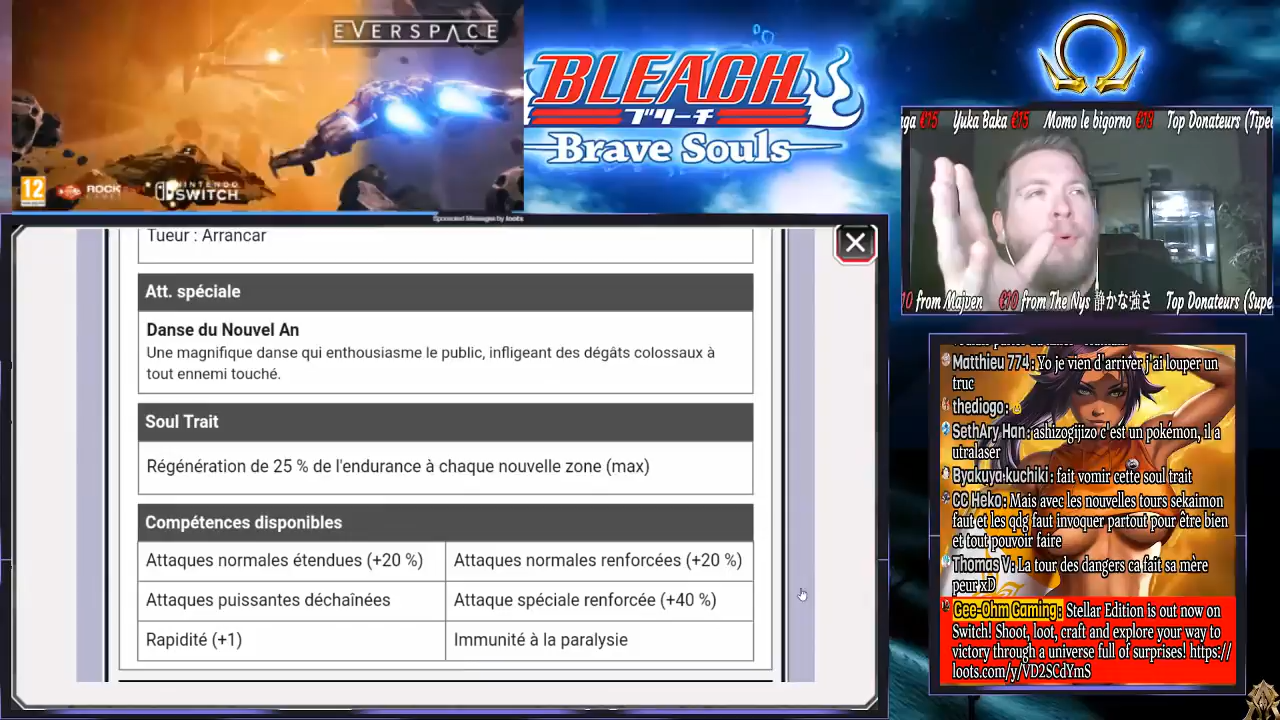 EVERSPACE
12
ROCK
NINTENDO
SWITCH
Sponsored Messages by loots
BLEACH
ブリーチ
Brave Souls
€15 Yuka Baka €15 Momo le bigorno €13 Top Donateurs (Tipe
from Majven €10 from The Nys 静かな強さ Top Donateurs (Supe
Tueur : Arrancar
Att. spéciale
Danse du Nouvel An
Une magnifique danse qui enthousiasme le public, infligeant des dégâts colossaux à
tout ennemi touché.
Soul Trait
Régénération de 25 % de l'endurance à chaque nouvelle zone (max)
Compétences disponibles
Attaques normales étendues (+20 %)
Attaques normales renforcées (+20 %)
Attaques puissantes déchaînées
Attaque spéciale renforcée (+40 %)
Rapidité (+1)
Immunité à la paralysie
Matthieu 774 : Yo je vien d'arriver j'ai louper un
truc
thediogo :
SethAry Han : ashizogijizo c'est un pokémon, il a
utralaser
Byakuya.kuchiki : fait vomir cette soul trait
CC Heko : Mais avec les nouvelles tours sekaimon
faut et les qdg faut invoquer partout pour être bien
et tout pouvoir faire
Thomas V : La tour des dangers ca fait sa mère
peur xD
Gee-Ohm Gaming : Stellar Edition is out now on
Switch! Shoot, loot, craft and explore your way to
victory through a universe full of surprises! https://
loots.com/y/VD2SCdYmS